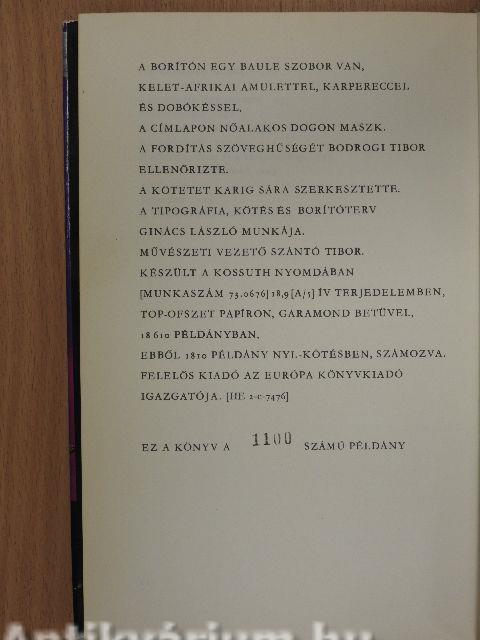 A BORÍTÓN EGY BAULE SZOBOR VAN,
KELET-AFRIKAI AMULETTEL, KARPERECCEL
ÉS DOBÓKÉSSEL.
A CÍMLAPON NŐALAKOS DOGON MASZK.
A FORDÍTÁS SZÖVEGHŰSÉGÉT BODROGI TIBOR
ELLENŐRIZTE.
A KÖTETET KARIG SÁRA SZERKESZTETTE.
A TIPOGRÁFIA, KÖTÉS ÉS BORÍTÓTERV
GINÁCS LÁSZLÓ MUNKÁJA.
MŰVÉSZETI VEZETŐ SZÁNTÓ TIBOR.
KÉSZÜLT A KOSSUTH NYOMDÁBAN
[MUNKASZÁM 73.0676] 18,9 [A/5] ÍV TERJEDELEMBEN,
TOP-OFSZET PAPÍRON, GARAMOND BETŰVEL,
18 610 PÉLDÁNYBAN,
EBBŐL 1810 PÉLDÁNY NYL-KÖTÉSBEN, SZÁMOZVA.
FELELŐS KIADÓ AZ EURÓPA KÖNYVKIADÓ
IGAZGATÓJA. [HE 2-C-7476]
EZ A KÖNYV A 1100 SZÁMÚ PÉLDÁNY
Antikvárium.hu